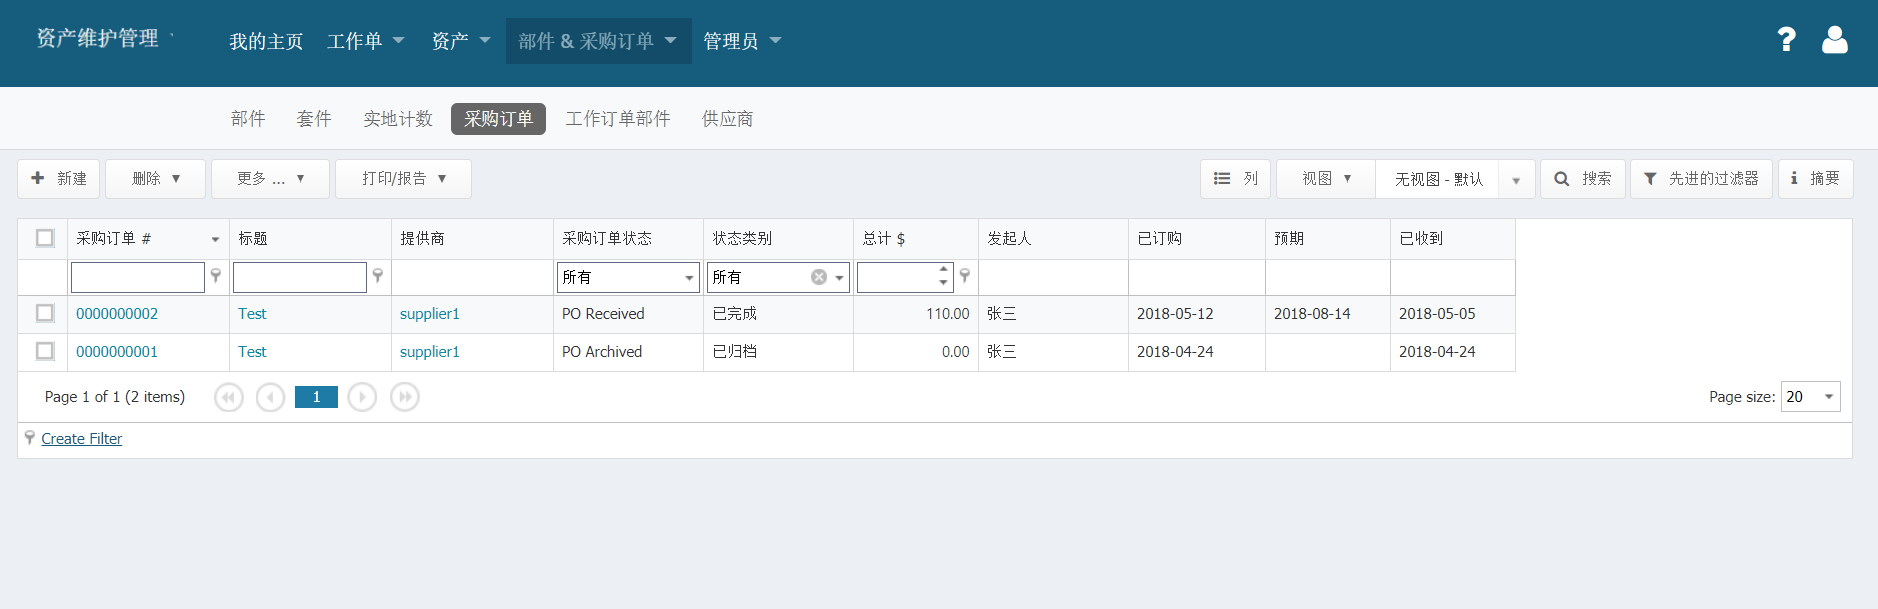 资产维护管理
我的主页 工作单 资产 部件 & 采购订单 管理员
部件 套件 实地计数 采购订单 工作订单部件 供应商
新建 删除 更多 ... 打印/报告 列 视图 无视图 - 默认 搜索 先进的过滤器 摘要
采购订单 # 标题 提供商 采购订单状态 状态类别 总计 $ 发起人 已订购 预期 已收到
所有 所有
0000000002 Test supplier1 PO Received 已完成 110.00 张三 2018-05-12 2018-08-14 2018-05-05
0000000001 Test supplier1 PO Archived 已归档 0.00 张三 2018-04-24 2018-04-24
Page 1 of 1 (2 items) 1 Page size: 20
Create Filter